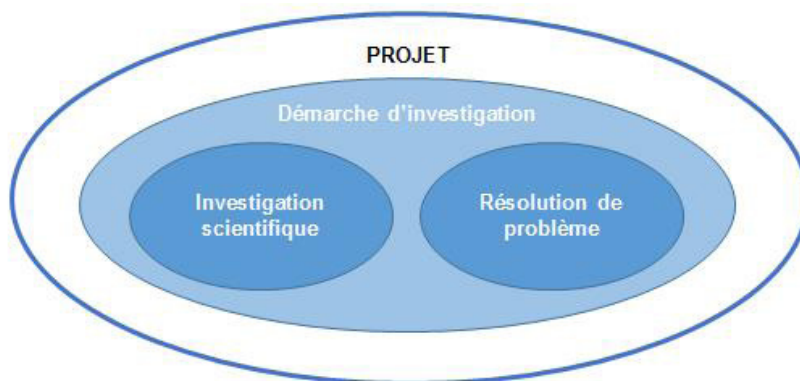 PROJET
Démarche d'investigation
Investigation
scientifique
Résolution de
problème